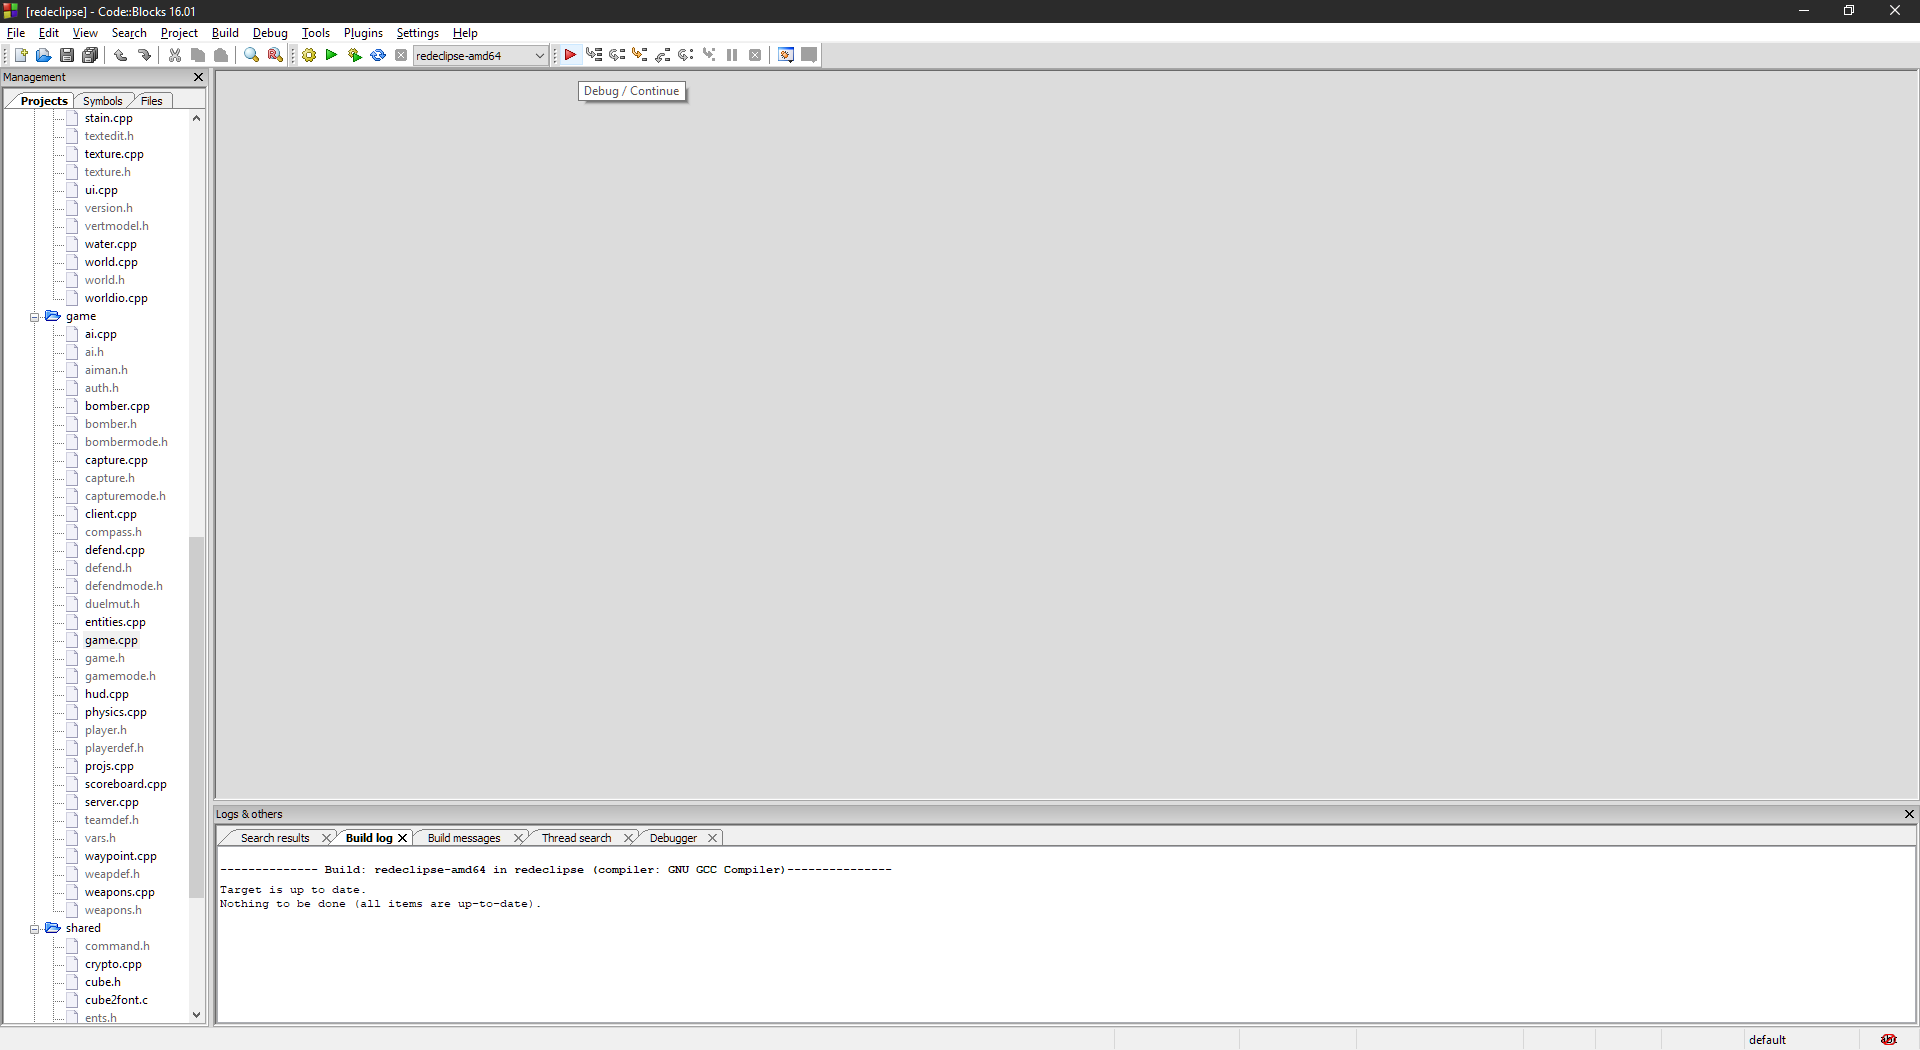 [redeclipse] - Code::Blocks 16.01
File Edit View Search Project Build Debug Tools Plugins Settings Help
redeclipse-amd64
Management
Debug / Continue
Projects Symbols Files
stain.cpp
textedit.h
texture.cpp
texture.h
ui.cpp
version.h
vertmodel.h
water.cpp
world.cpp
world.h
worldio.cpp
game
ai.cpp
ai.h
aiman.h
auth.h
bomber.cpp
bomber.h
bombermode.h
capture.cpp
capture.h
capturemode.h
client.cpp
compass.h
defend.cpp
defend.h
defendmode.h
duelmut.h
entities.cpp
game.cpp
game.h
gamemode.h
hud.cpp
physics.cpp
player.h
playerdef.h
projs.cpp
scoreboard.cpp
server.cpp
teamdef.h
vars.h
waypoint.cpp
weapdef.h
weapons.cpp
weapons.h
shared
command.h
crypto.cpp
cube.h
cube2font.c
ents.h
Logs & others
Search results Build log Build messages Thread search Debugger
-------------- Build: redeclipse-amd64 in redeclipse (compiler: GNU GCC Compiler)---------------
Target is up to date.
Nothing to be done (all items are up-to-date).
default
abc